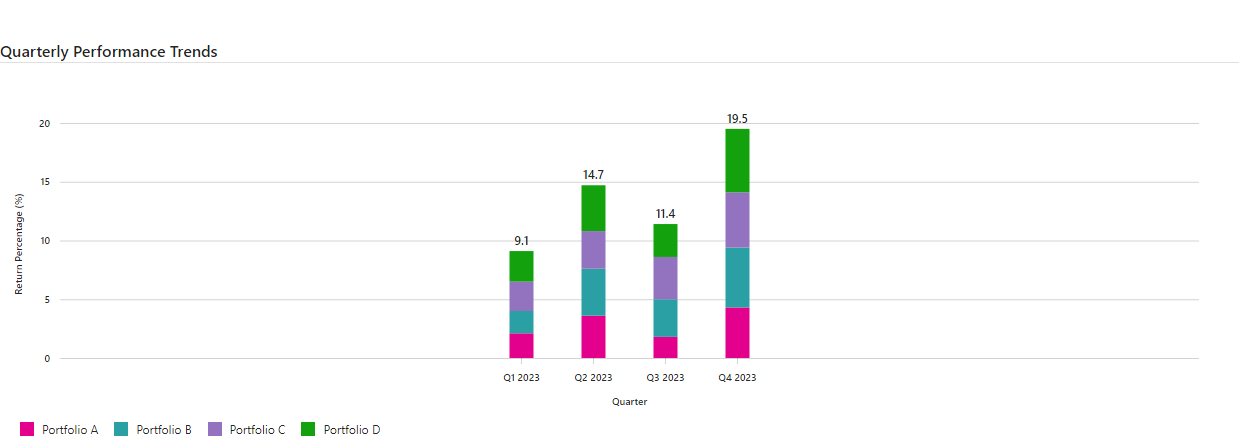 Quarterly Performance Trends
20
15
10
5
0
Return Percentage (%)
9.1
14.7
11.4
19.5
Q1 2023 Q2 2023 Q3 2023 Q4 2023
Quarter
Portfolio A Portfolio B Portfolio C Portfolio D